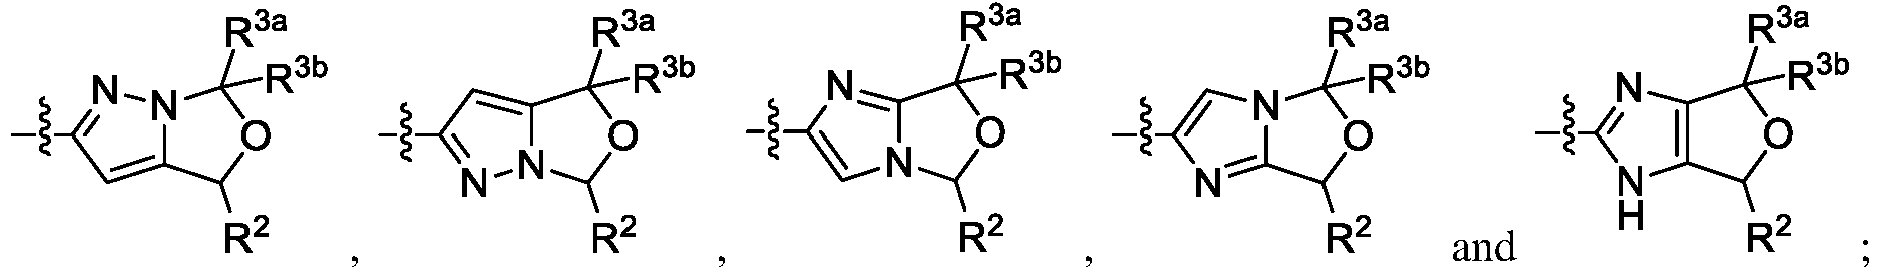 R3a R3b N N O R2 ,
R3a R3b O N N R2 ,
R3a R3b N O N R2 ,
R3a R3b N O N R2 and
R3a R3b N O N H R2 ;